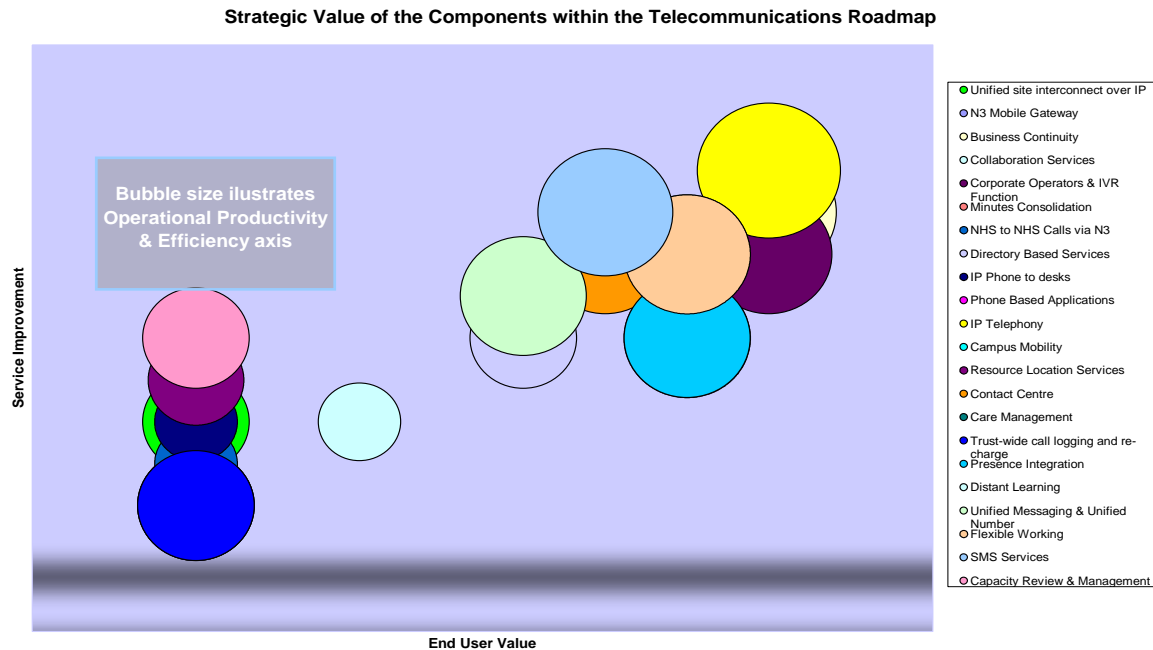 Strategic Value of the Components within the Telecommunications Roadmap
Bubble size ilustrates
Operational Productivity
& Efficiency axis
Service Improvement
End User Value
Unified site interconnect over IP
N3 Mobile Gateway
Business Continuity
Collaboration Services
Corporate Operators & IVR
Function
Minutes Consolidation
NHS to NHS Calls via N3
Directory Based Services
IP Phone to desks
Phone Based Applications
IP Telephony
Campus Mobility
Resource Location Services
Contact Centre
Care Management
Trust-wide call logging and re-
charge
Presence Integration
Distant Learning
Unified Messaging & Unified
Number
Flexible Working
SMS Services
Capacity Review & Management